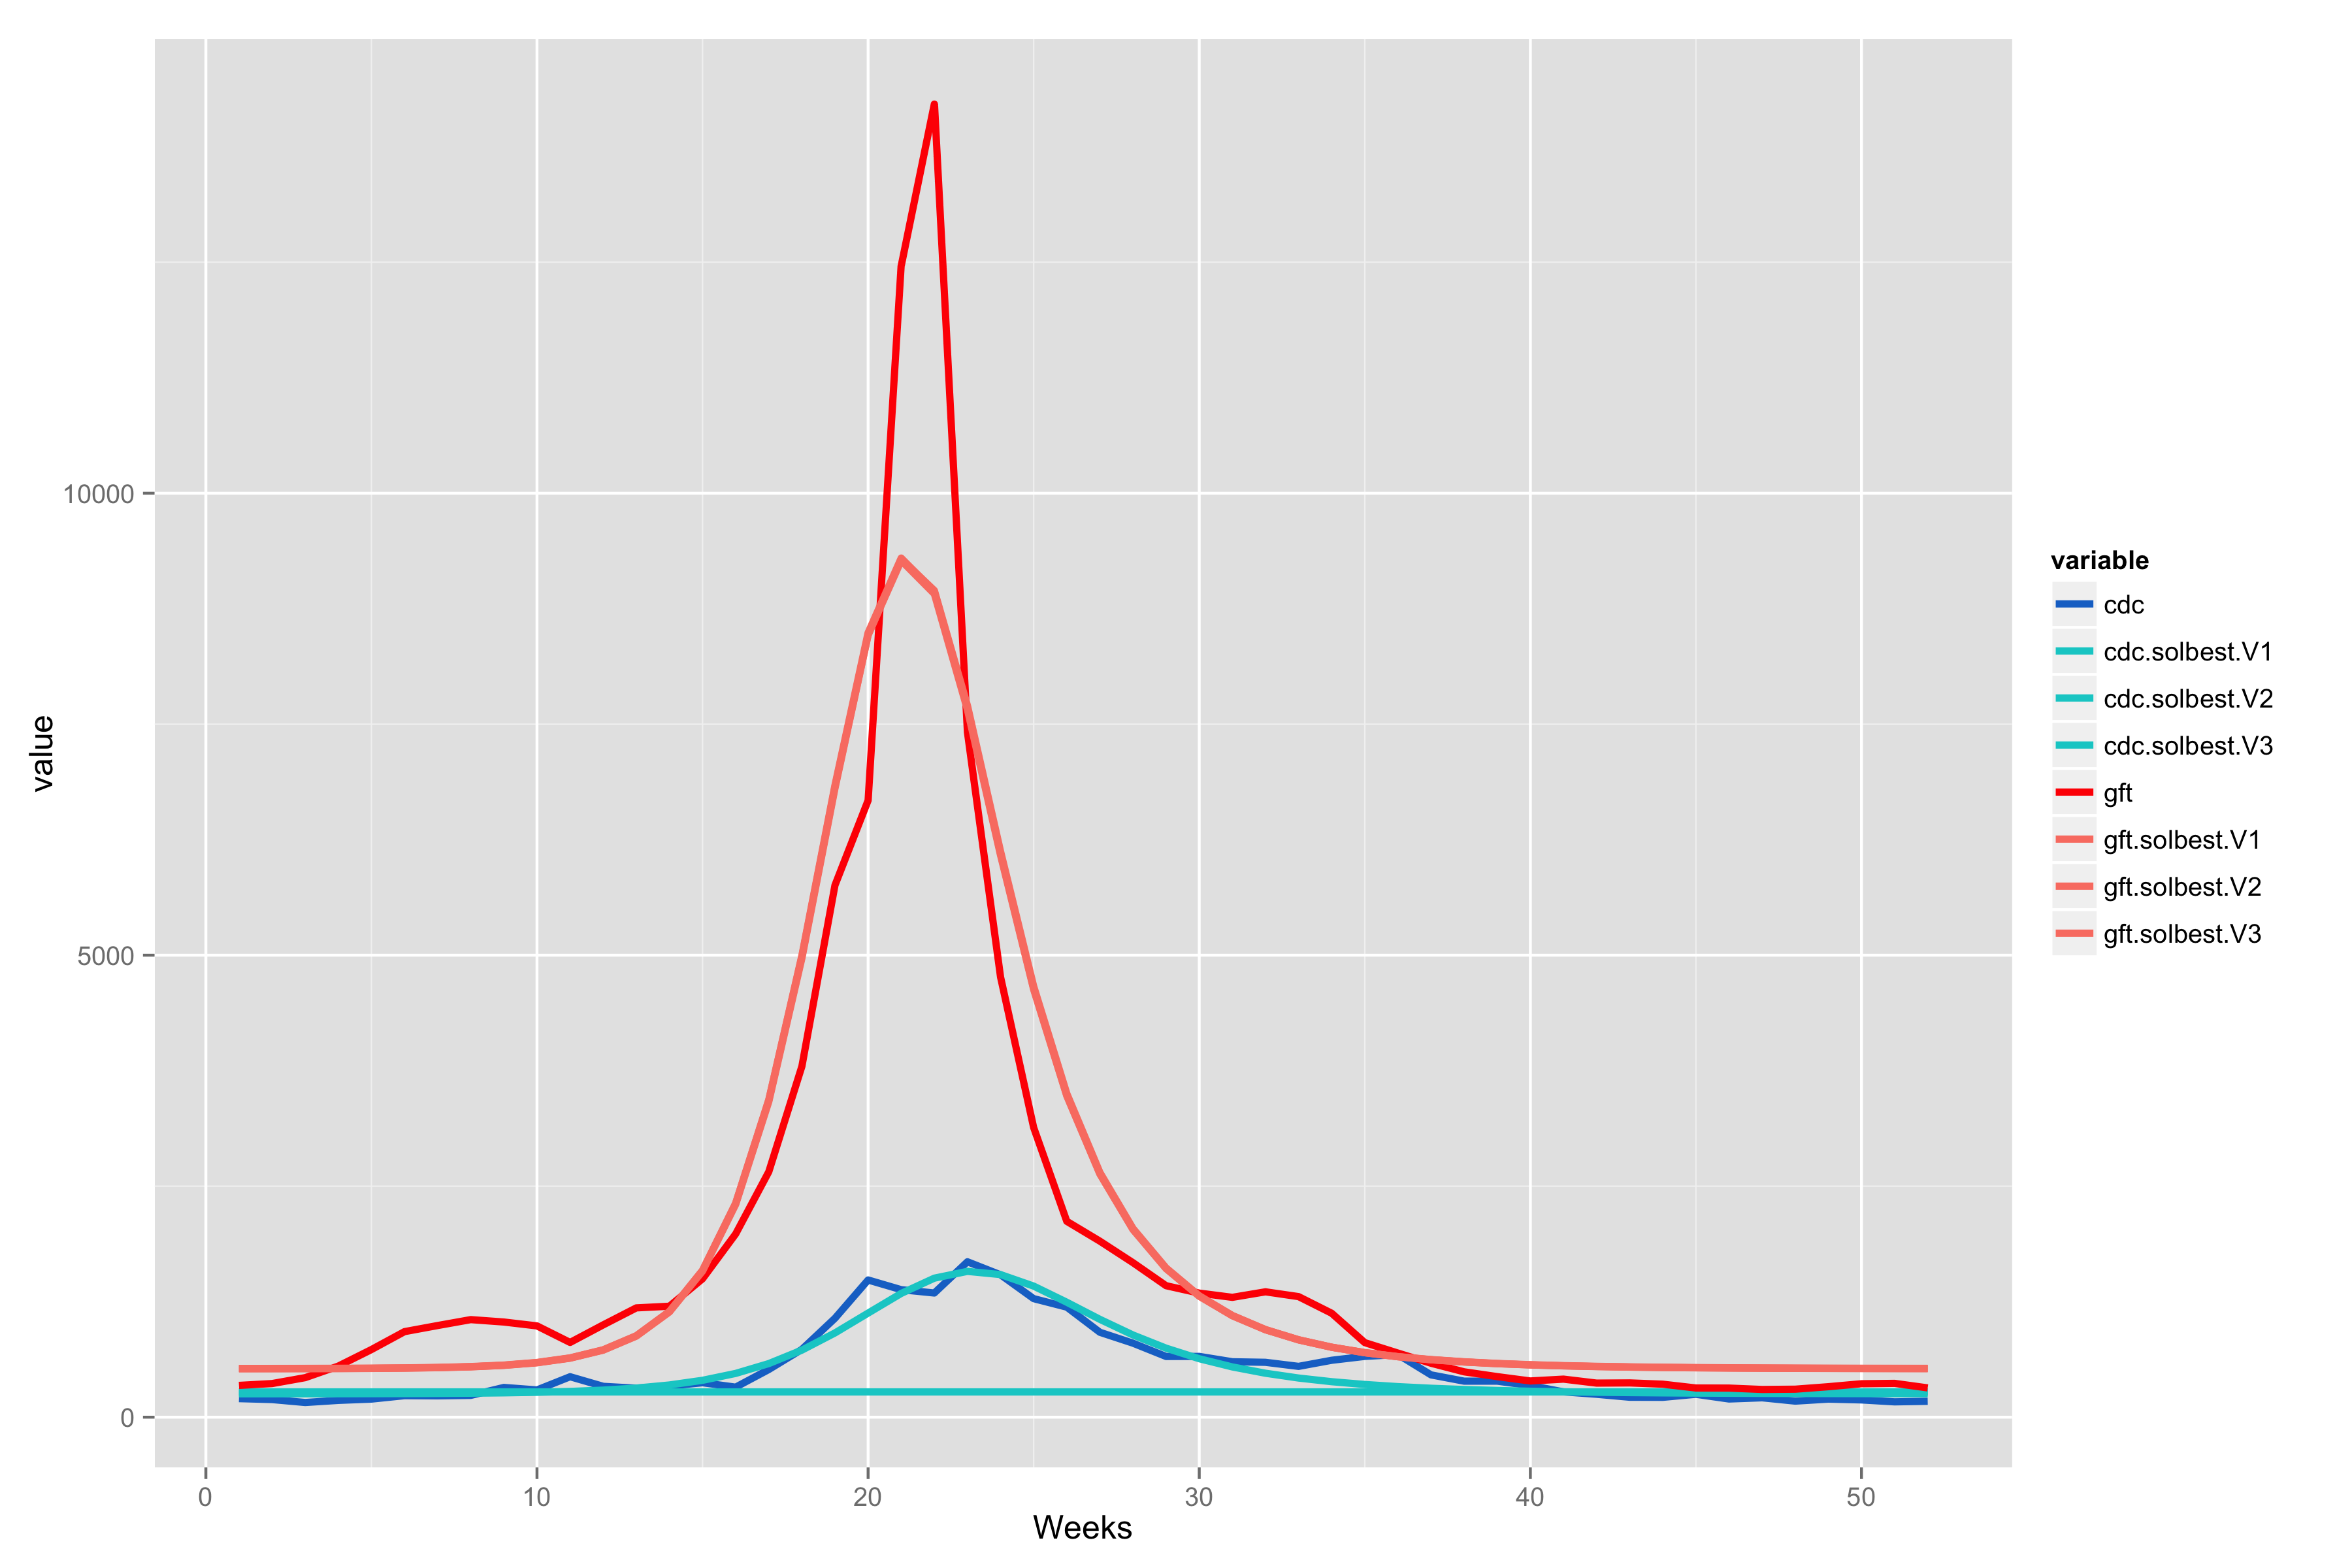 10000
5000
0
value
0
10
20
30
40
50
Weeks
variable
cdc
cdc.solbest.V1
cdc.solbest.V2
cdc.solbest.V3
gft
gft.solbest.V1
gft.solbest.V2
gft.solbest.V3